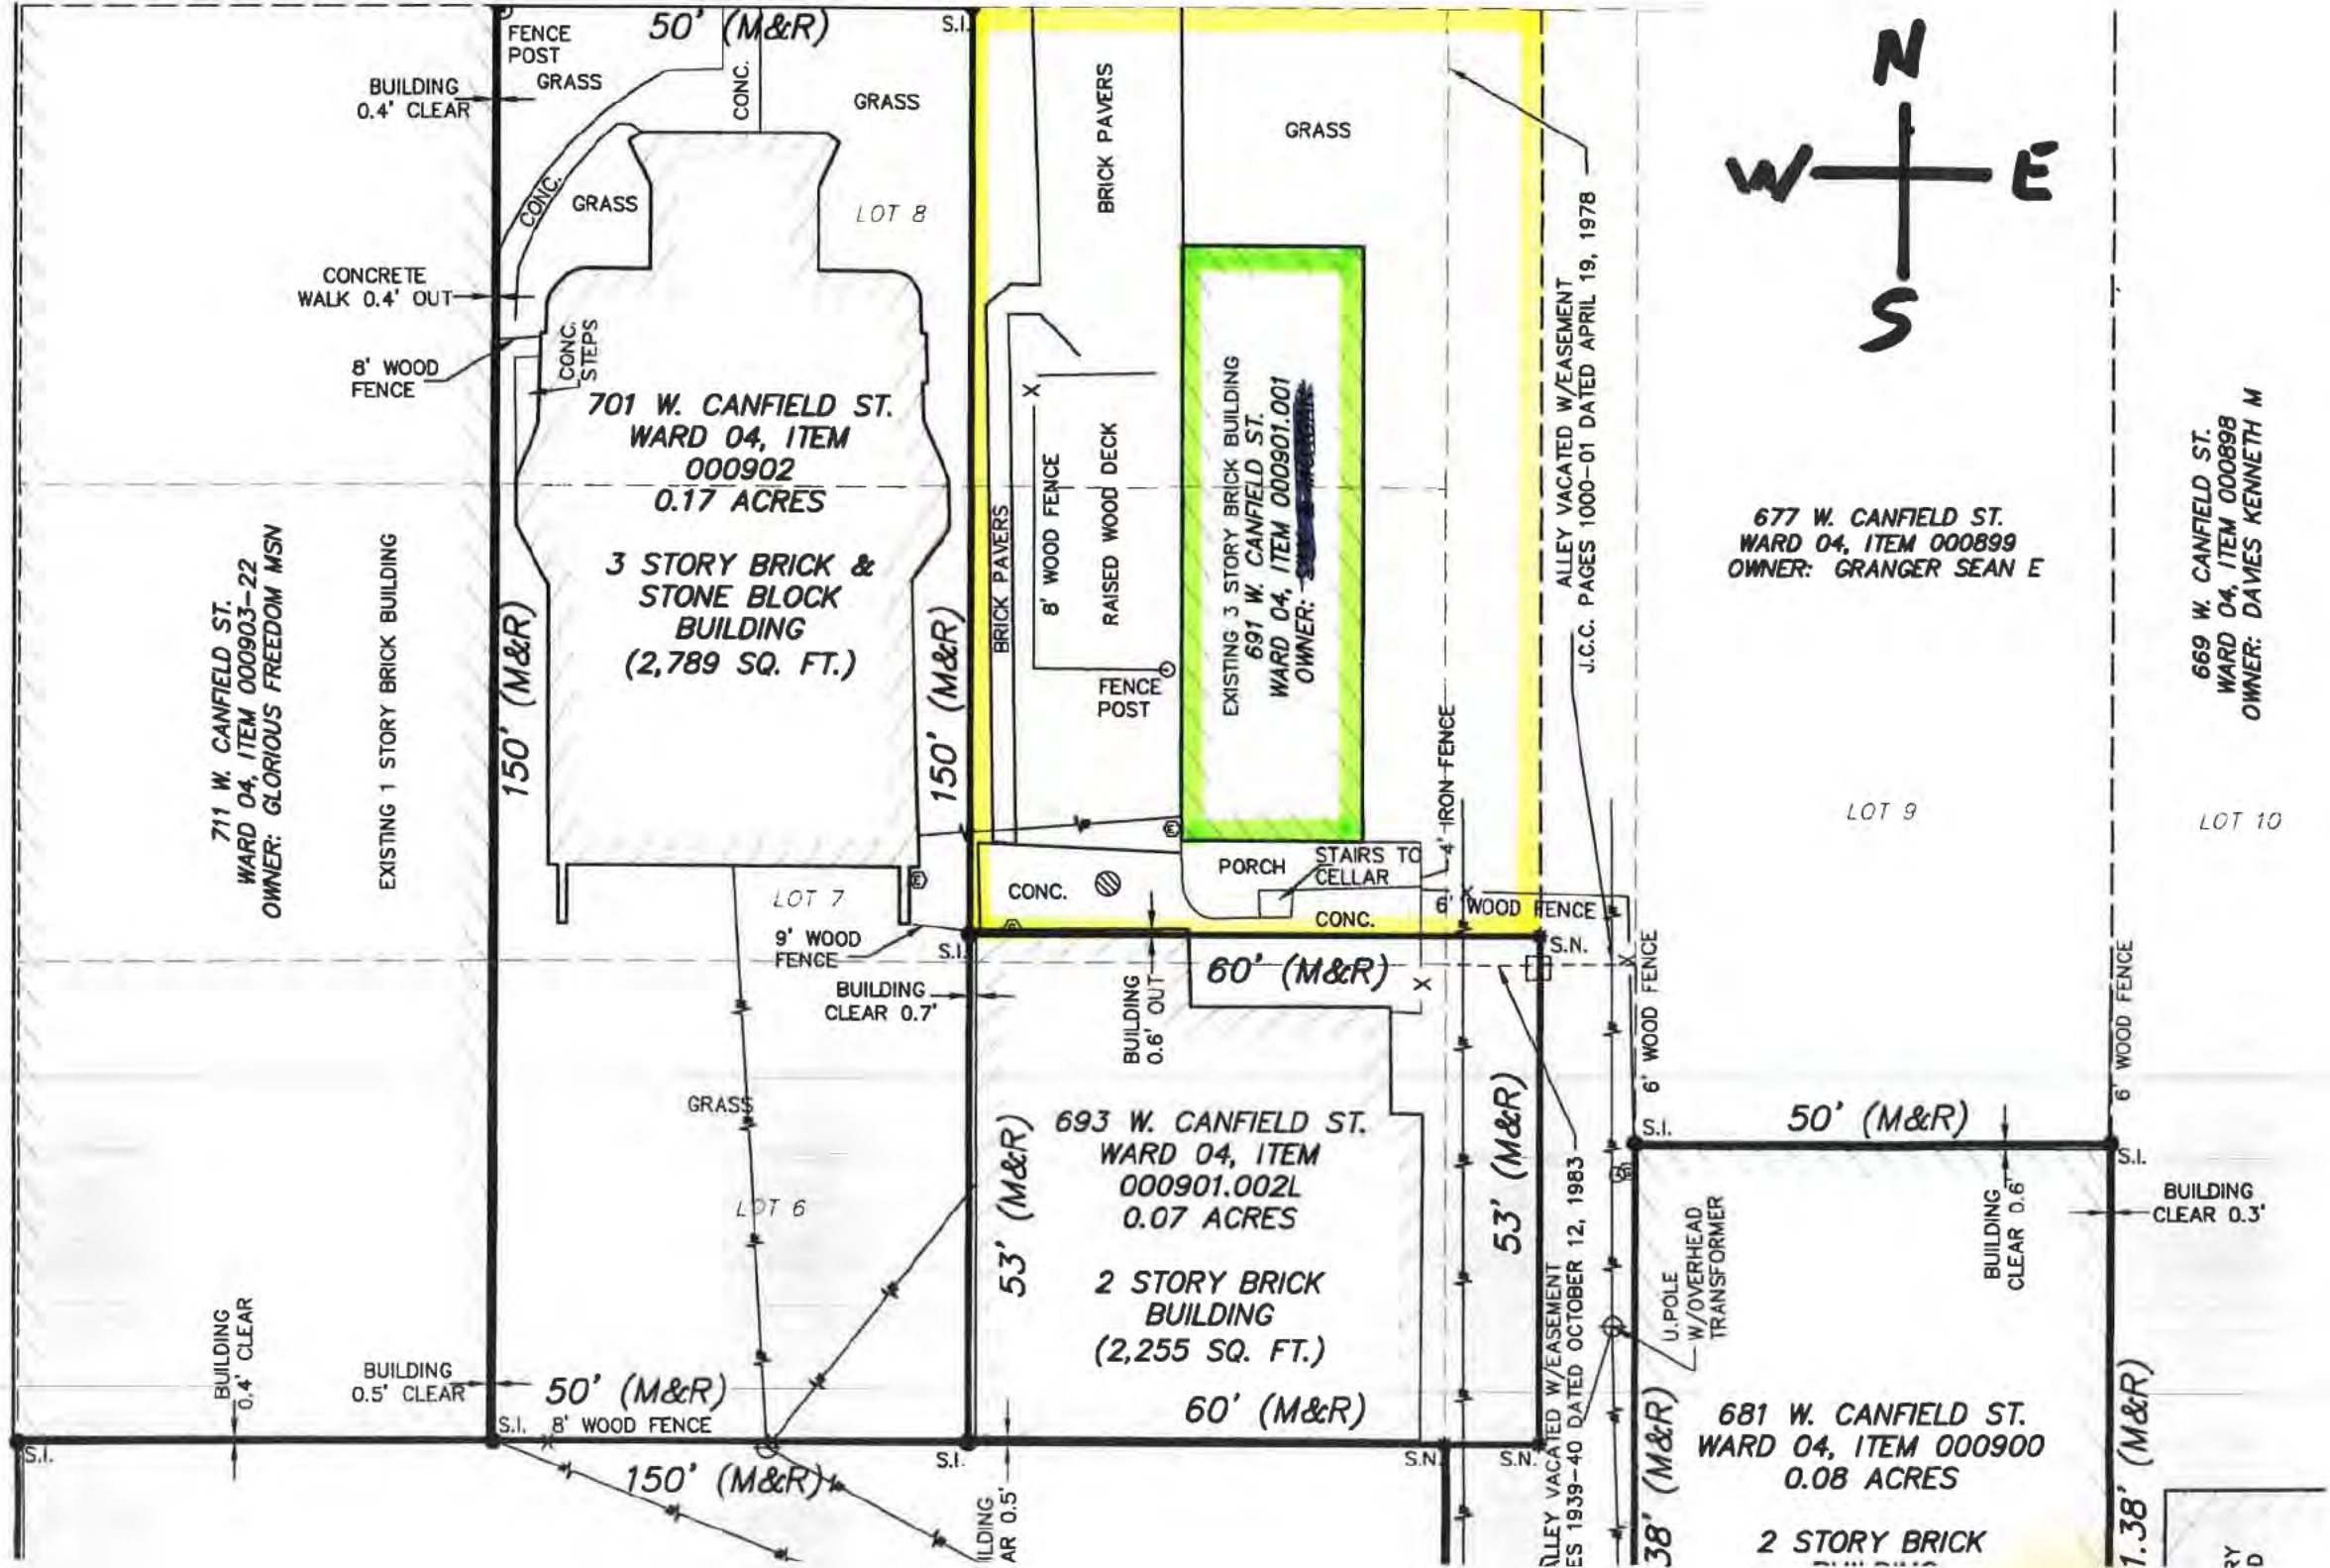 FENCE
POST
50' (M&R)
S.I.
GRASS
CONC.
GRASS
BUILDING
0.4' CLEAR
CONC.
GRASS
LOT 8
CONCRETE
WALK 0.4' OUT
8' WOOD
FENCE
CONC.
STEPS
701 W. CANFIELD ST.
WARD 04, ITEM
000902
0.17 ACRES
3 STORY BRICK &
STONE BLOCK
BUILDING
(2,789 SQ. FT.)
711 W. CANFIELD ST.
WARD 04, ITEM 000903-22
OWNER: GLORIOUS FREEDOM MSN
EXISTING 1 STORY BRICK BUILDING
150' (M&R)
150' (M&R)
BRICK PAVERS
GRASS
BRICK PAVERS
X
8' WOOD FENCE
RAISED WOOD DECK
FENCE
POST
EXISTING 3 STORY BRICK BUILDING
691 W. CANFIELD ST.
WARD 04, ITEM 000901.001
OWNER:
ALLEY VACATED W/EASEMENT
J.C.C. PAGES 1000-01 DATED APRIL 19, 1978
N
W E
S
677 W. CANFIELD ST.
WARD 04, ITEM 000899
OWNER: GRANGER SEAN E
669 W. CANFIELD ST.
WARD 04, ITEM 000898
OWNER: DAVIES KENNETH M
LOT 9
LOT 10
4' IRON FENCE
PORCH
STAIRS TO
CELLAR
CONC.
CONC.
X
6' WOOD FENCE
LOT 7
9' WOOD
FENCE
S.I.
S.N.
BUILDING
CLEAR 0.7'
BUILDING
0.6' OUT
60' (M&R)
X
X
6' WOOD FENCE
6' WOOD FENCE
GRASS
LOT 6
53' (M&R)
693 W. CANFIELD ST.
WARD 04, ITEM
000901.002L
0.07 ACRES
2 STORY BRICK
BUILDING
(2,255 SQ. FT.)
60' (M&R)
53' (M&R)
ALLEY VACATED W/EASEMENT
ES 1939-40 DATED OCTOBER 12, 1983
50' (M&R)
S.I.
S.I.
BUILDING
CLEAR 0.6'
BUILDING
CLEAR 0.3'
U.POLE
W/OVERHEAD
TRANSFORMER
BUILDING
0.4' CLEAR
BUILDING
0.5' CLEAR
50' (M&R)
S.I.
S.I.
X
8' WOOD FENCE
S.I.
S.N.
S.N.
150' (M&R)
ILDING
AR 0.5'
38' (M&R)
681 W. CANFIELD ST.
WARD 04, ITEM 000900
0.08 ACRES
2 STORY BRICK
1.38' (M&R)